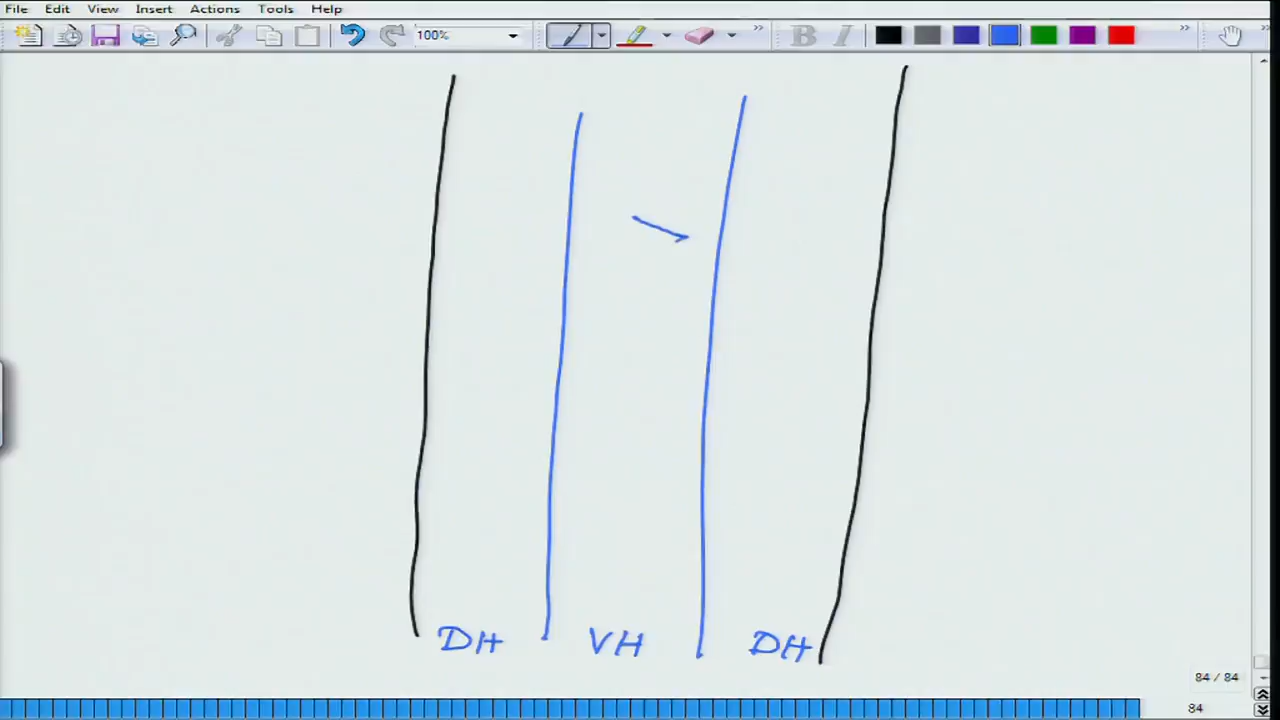 File Edit View Insert Actions Tools Help
100% B I
DH VH DH
84 / 84
84